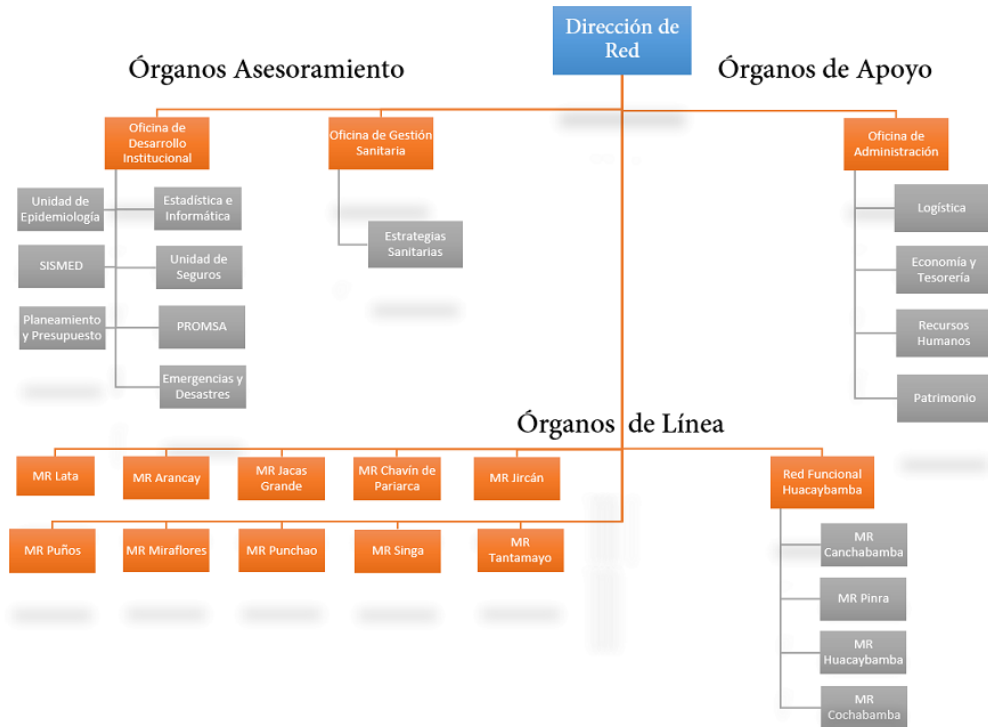 Dirección de
Red
Órganos Asesoramiento
Órganos de Apoyo
Oficina de
Desarrollo
Institucional
Oficina de Gestión
Sanitaria
Oficina de
Administración
Unidad de
Epidemiología
Estadística e
Informática
SISMED
Unidad de
Seguros
Planeamiento
y Presupuesto
PROMSA
Emergencias y
Desastres
Estrategias
Sanitarias
Logística
Economía y
Tesorería
Recursos
Humanos
Patrimonio
Órganos de Línea
MR Lata
MR Arancay
MR Jacas
Grande
MR Chavín de
Pariarca
MR Jircán
Red Funcional
Huacaybamba
MR Puños
MR Miraflores
MR Punchao
MR Singa
MR
Tantamayo
MR
Canchabamba
MR Pinra
MR
Huacaybamba
MR
Cochabamba